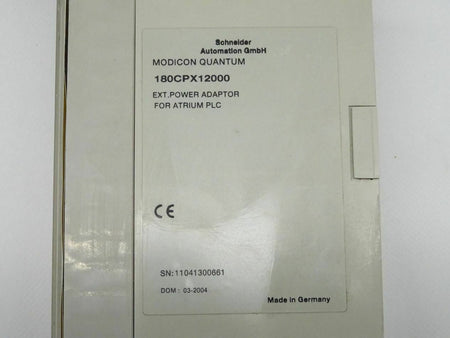 Schneider
Automation GmbH
MODICON QUANTUM
180CPX12000
EXT.POWER ADAPTOR
FOR ATRIUM PLC
CE
SN:11041300661
DOM: 03-2004
Made in Germany